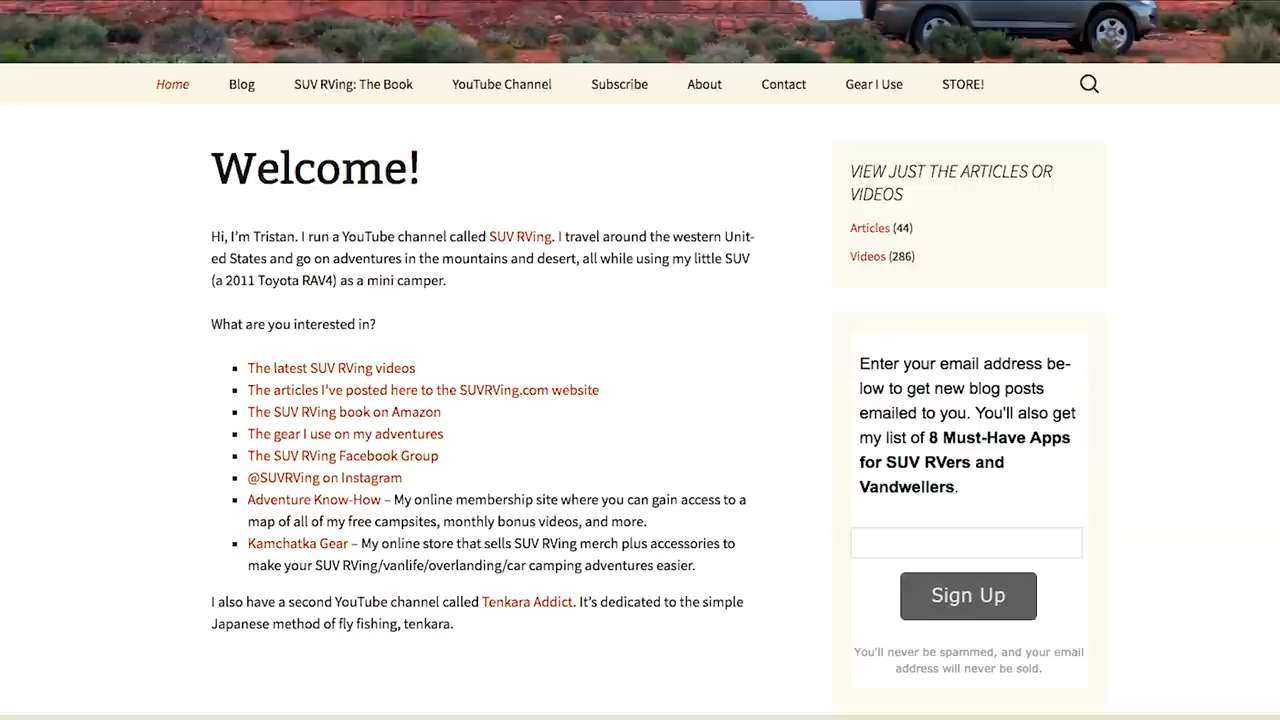 Home Blog SUV RVing: The Book YouTube Channel Subscribe About Contact Gear I Use STORE!
Welcome!
Hi, I'm Tristan. I run a YouTube channel called SUV RVing. I travel around the western Unit-
ed States and go on adventures in the mountains and desert, all while using my little SUV
(a 2011 Toyota RAV4) as a mini camper.
What are you interested in?
The latest SUV RVing videos
The articles I've posted here to the SUVRVing.com website
The SUV RVing book on Amazon
The gear I use on my adventures
The SUV RVing Facebook Group
@SUVRVing on Instagram
Adventure Know-How – My online membership site where you can gain access to a
map of all of my free campsites, monthly bonus videos, and more.
Kamchatka Gear – My online store that sells SUV RVing merch plus accessories to
make your SUV RVing/vanlife/overlanding/car camping adventures easier.
I also have a second YouTube channel called Tenkara Addict. It's dedicated to the simple
Japanese method of fly fishing, tenkara.
VIEW JUST THE ARTICLES OR
VIDEOS
Articles (44)
Videos (286)
Enter your email address be-
low to get new blog posts
emailed to you. You'll also get
my list of 8 Must-Have Apps
for SUV RVers and
Vandwellers.
Sign Up
You'll never be spammed, and your email
address will never be sold.